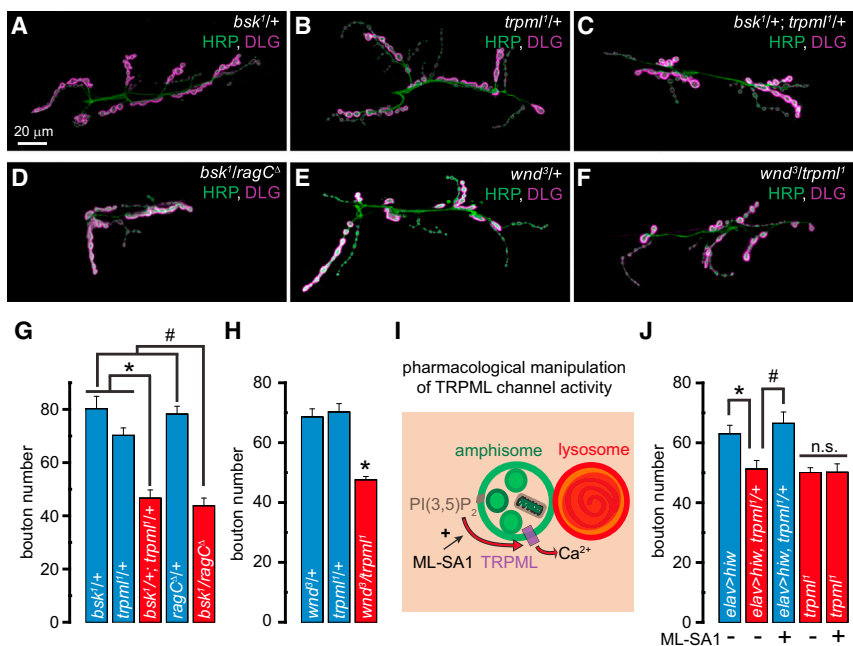 A
bsk¹/+
HRP, DLG
20 µm
B
trpml¹/+
HRP, DLG
C
bsk¹/+; trpml¹/+
HRP, DLG
D
bsk¹/ragC^Δ
HRP, DLG
E
wnd³/+
HRP, DLG
F
wnd³/trpml¹
HRP, DLG
G
#
*
bouton number
80
60
40
20
0
bsk¹/+
trpml¹/+
bsk¹/+; trpml¹/+
ragC^Δ/+
bsk¹/ragC^Δ
H
bouton number
80
60
40
20
0
*
wnd³/+
trpml¹/+
wnd³/trpml¹
I
pharmacological manipulation
of TRPML channel activity
amphisome lysosome
PI(3,5)P₂
+
ML-SA1
TRPML
Ca²⁺
J
bouton number
80
60
40
20
0
* #
n.s.
elav>hiw
elav>hiw, trpml¹/+
elav>hiw, trpml¹/+
trpml¹
trpml¹
ML-SA1 - - + - +